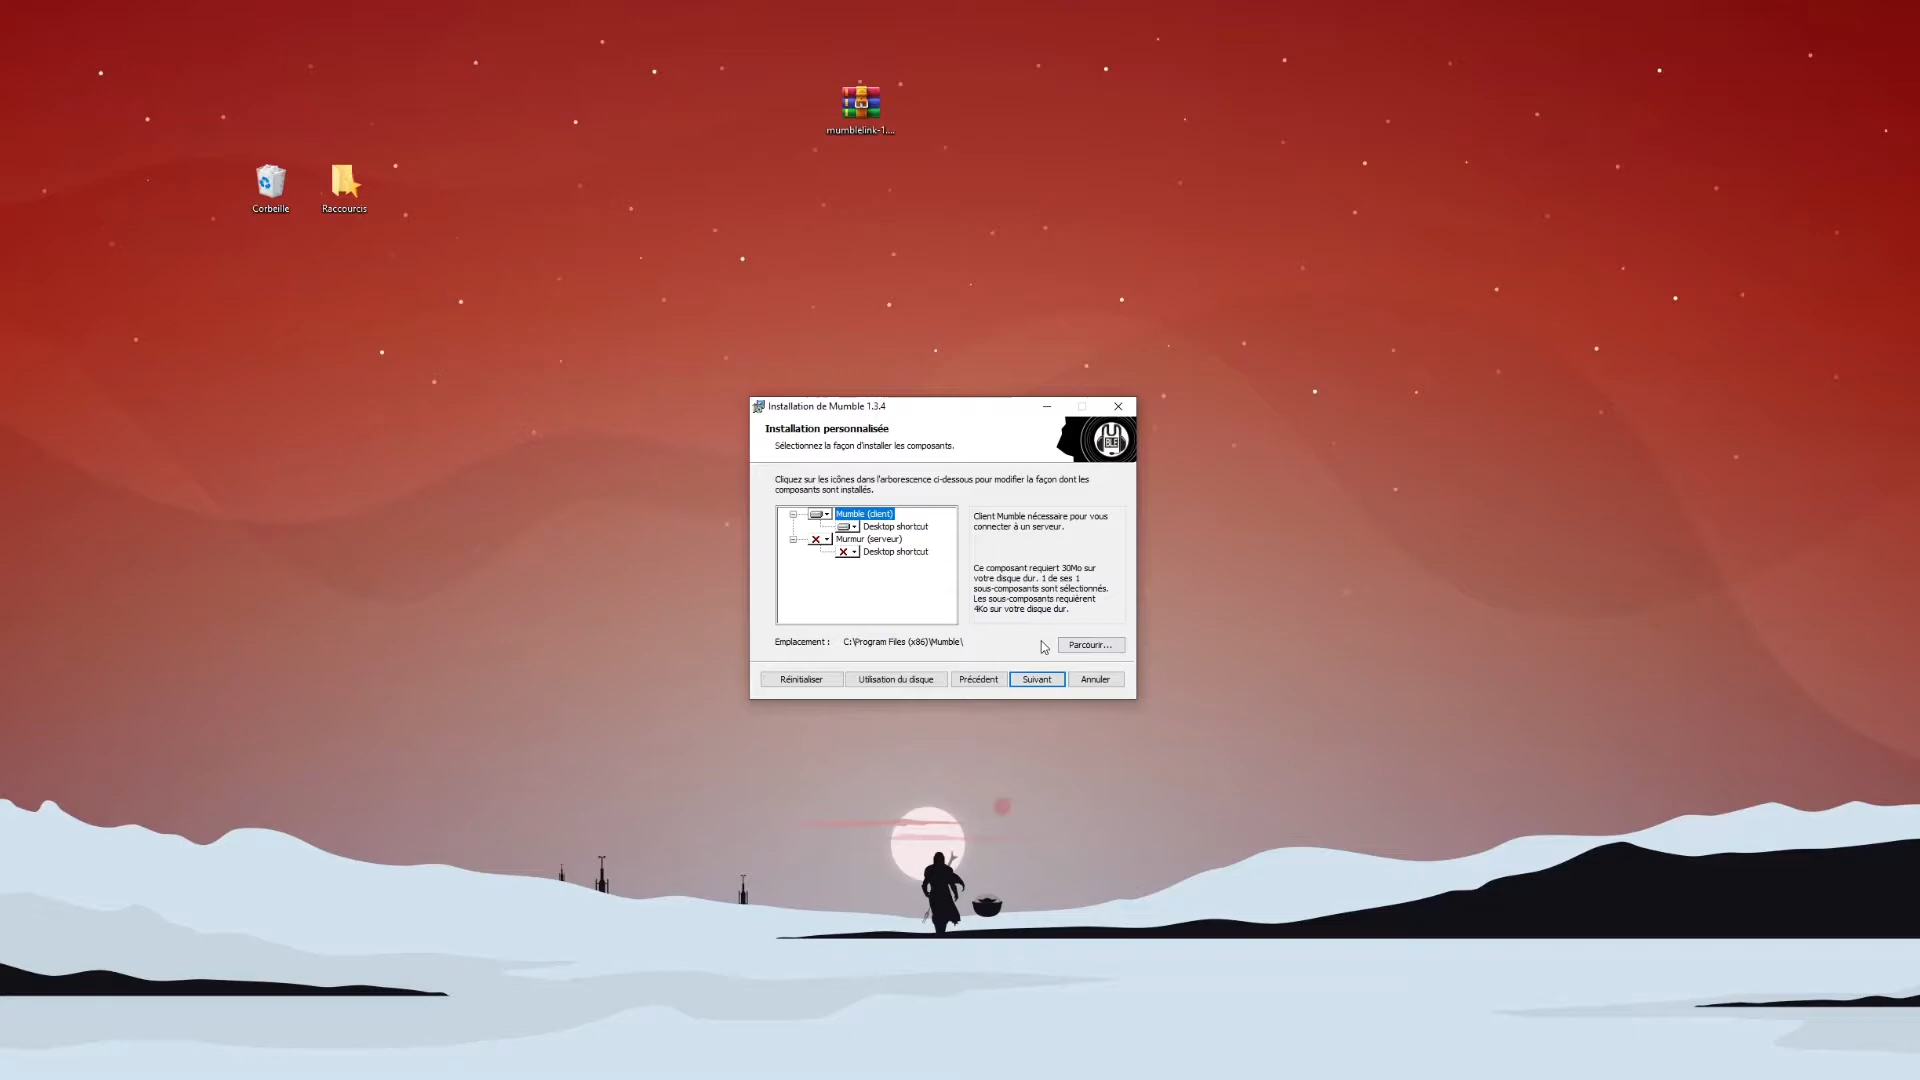 mumblelink-1....
Corbeille
Raccourcis
Installation de Mumble 1.3.4
Installation personnalisée
Sélectionnez la façon d'installer les composants.
BLE
Cliquez sur les icônes dans l'arborescence ci-dessous pour modifier la façon dont les
composants sont installés.
Mumble (client)
Desktop shortcut
Murmur (serveur)
Desktop shortcut
Client Mumble nécessaire pour vous
connecter à un serveur.
Ce composant requiert 30Mo sur
votre disque dur. 1 de ses 1
sous-composants sont sélectionnés.
Les sous-composants requièrent
4Ko sur votre disque dur.
Emplacement : C:\Program Files (x86)\Mumble\
Parcourir...
Réinitialiser
Utilisation du disque
Précédent
Suivant
Annuler